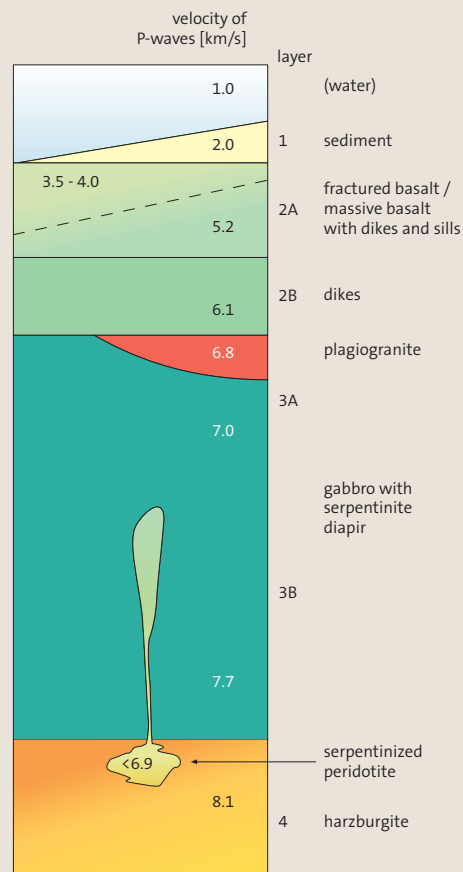 velocity of
P-waves [km/s]
layer
1.0
(water)
2.0
1
sediment
3.5 - 4.0
5.2
2A
fractured basalt /
massive basalt
with dikes and sills
6.1
2B
dikes
6.8
plagiogranite
3A
7.0
gabbro with
serpentinite
diapir
3B
7.7
<6.9
serpentinized
peridotite
8.1
4
harzburgite